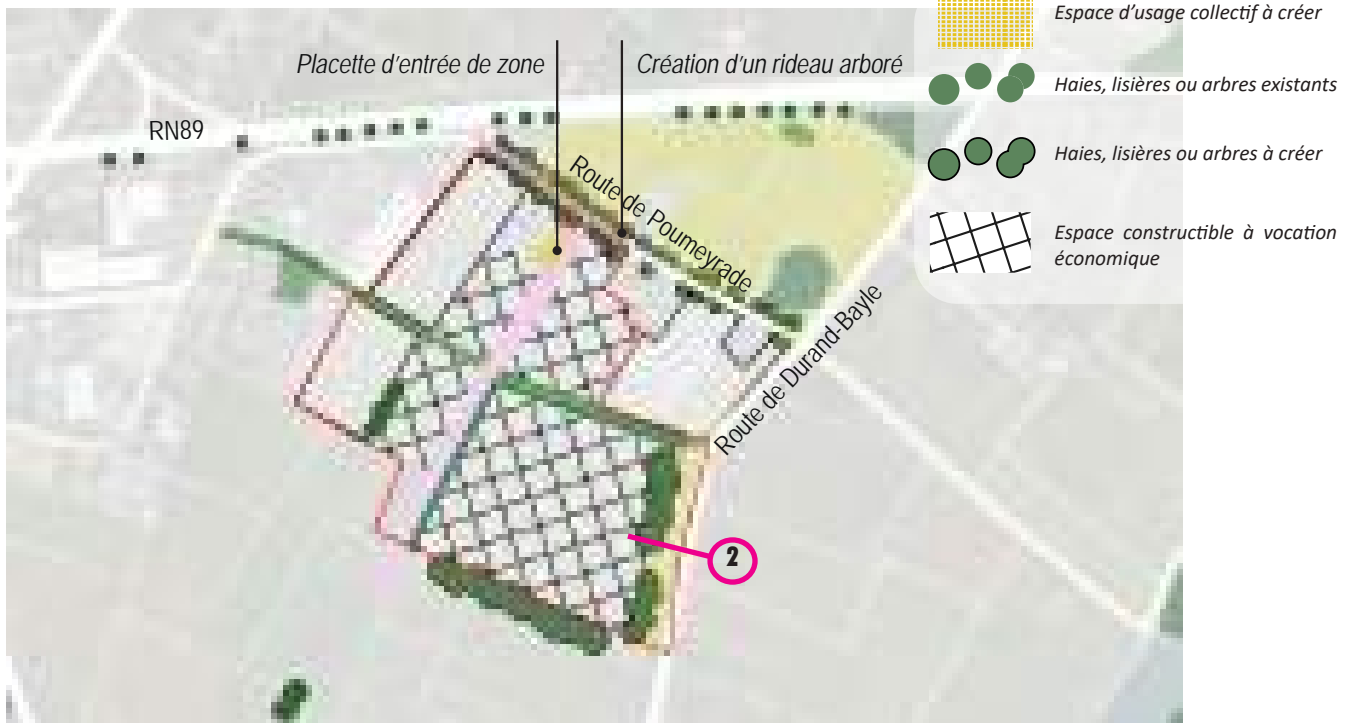 Espace d'usage collectif à créer
Placette d'entrée de zone
Création d'un rideau arboré
Haies, lisières ou arbres existants
RN89
Haies, lisières ou arbres à créer
Route de Poumeyrade
Espace constructible à vocation
économique
Route de Durand-Bayle
2